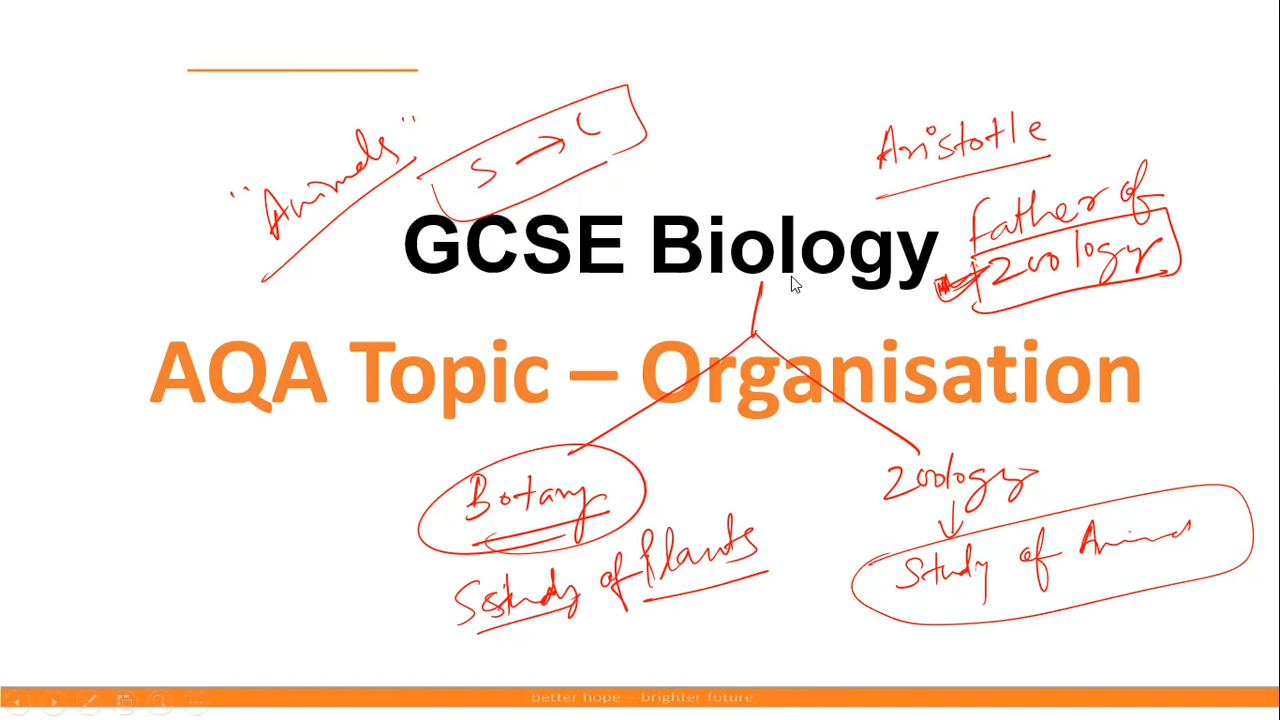 "Animals"
S → C
Aristotle
Father of
Zoology
GCSE Biology
AQA Topic – Organisation
Botany
Study of Plants
Zoology
Study of Animal
better hope – brighter future